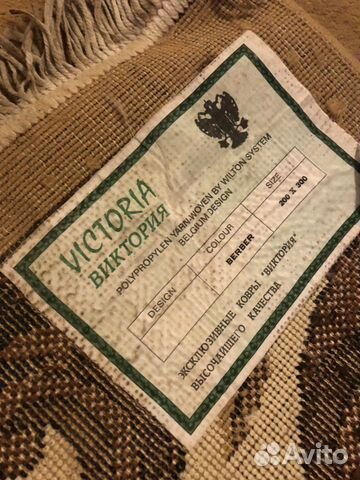 VICTORIA
ВИКТОРИЯ
POLYPROPYLEN YARN WOVEN BY WILTON SYSTEM
BELGIUM DESIGN
DESIGN COLOUR SIZE
BERBER 200 X 300
ЭКСКЛЮЗИВНЫЕ КОВРЫ "ВИКТОРИЯ"
ВЫСОЧАЙШЕГО КАЧЕСТВА
Avito